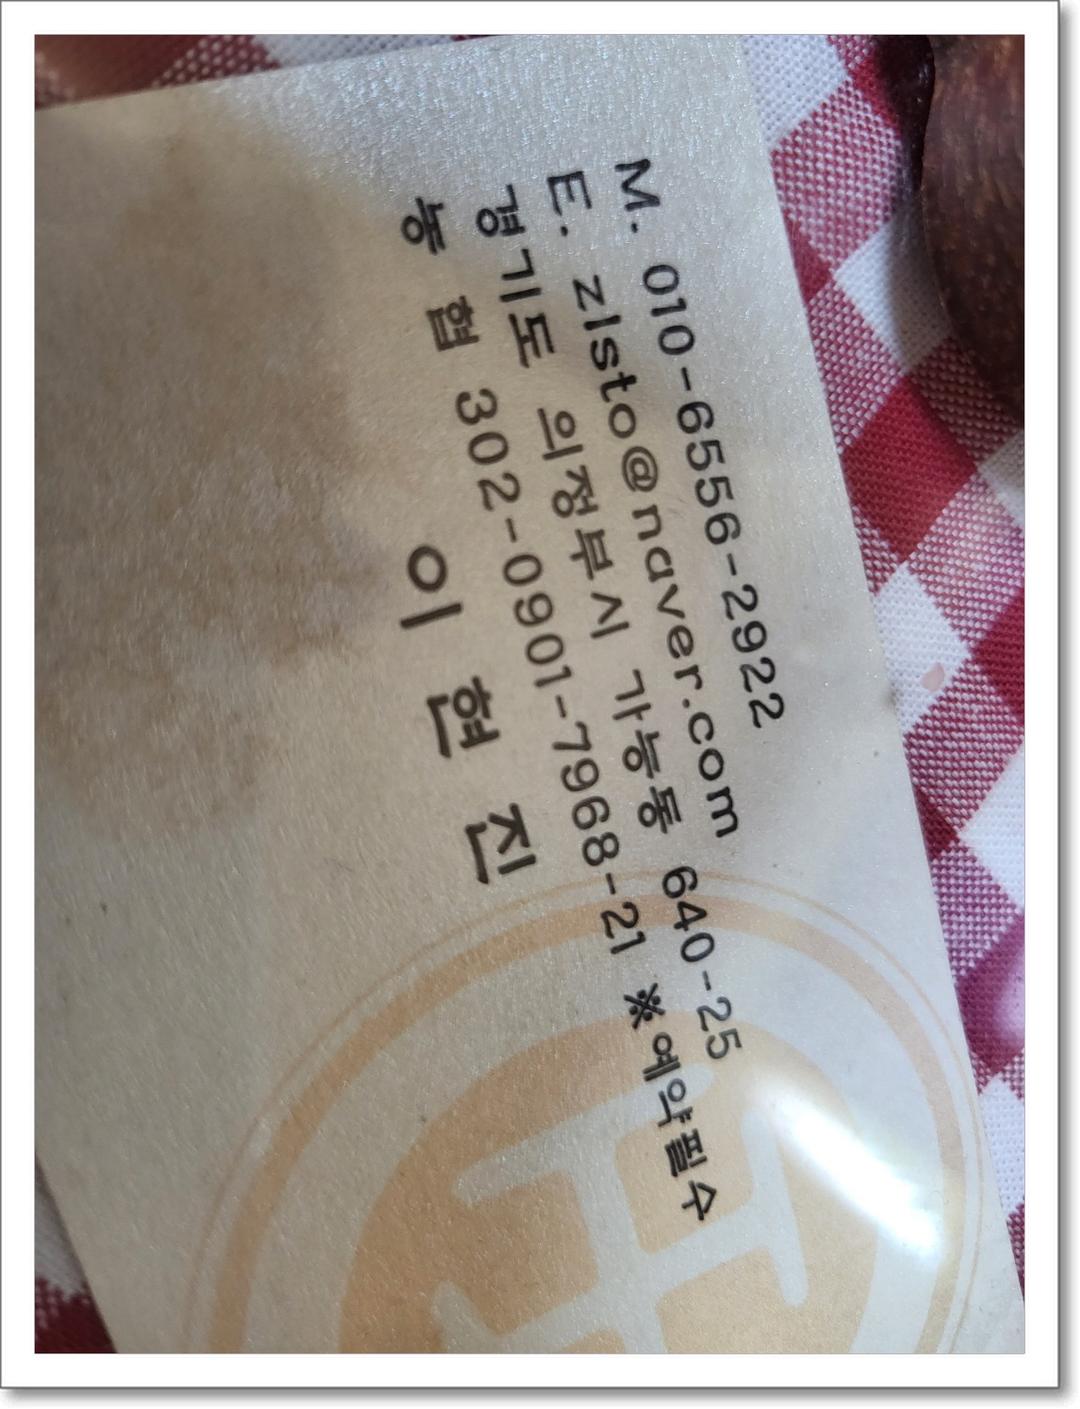 이 현 진
M. 010-6556-2922
E. zlsto@naver.com
경기도 의정부시 가능동 640-25
농 협 302-0901-7968-21 ※예약필수